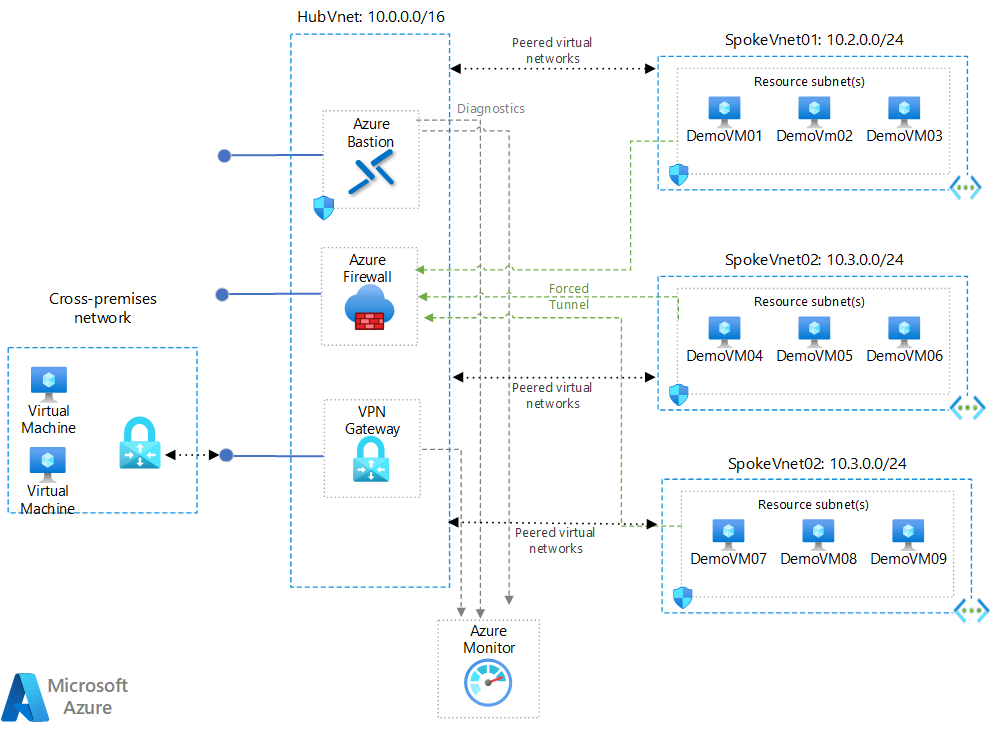 HubVnet: 10.0.0.0/16
Peered virtual
networks
SpokeVnet01: 10.2.0.0/24
Resource subnet(s)
DemoVM01
DemoVm02
DemoVM03
Diagnostics
Azure
Bastion
Azure
Firewall
Forced
Tunnel
SpokeVnet02: 10.3.0.0/24
Resource subnet(s)
DemoVM04
DemoVM05
DemoVM06
Cross-premises
network
Virtual
Machine
Virtual
Machine
Peered virtual
networks
VPN
Gateway
SpokeVnet02: 10.3.0.0/24
Resource subnet(s)
DemoVM07
DemoVM08
DemoVM09
Peered virtual
networks
Azure
Monitor
Microsoft
Azure